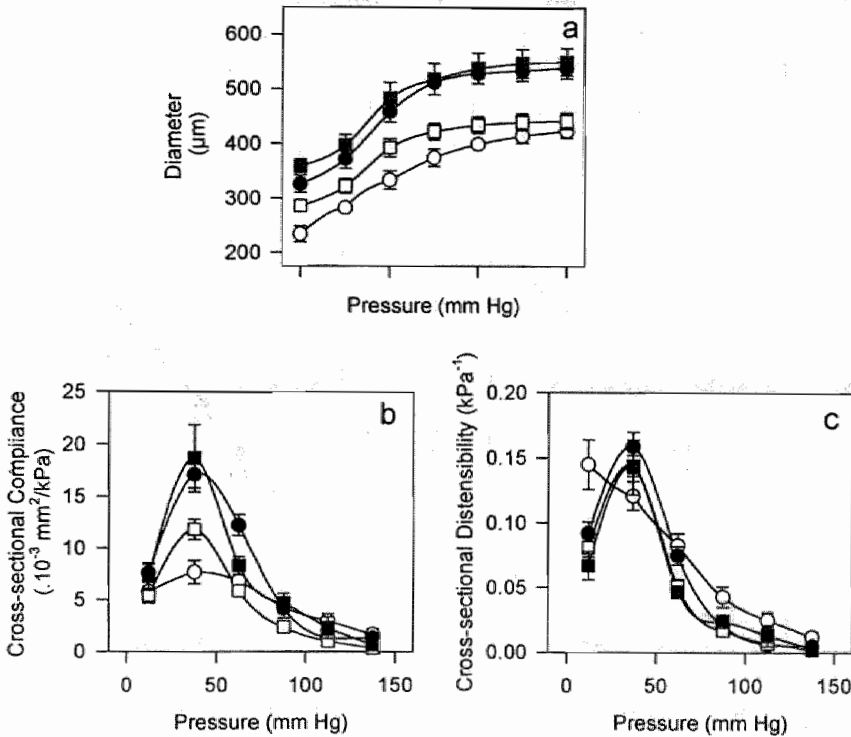 a
600
500
400
300
200
Diameter
(µm)
Pressure (mm Hg)
b
25
20
15
10
5
0
Cross-sectional Compliance
(.10⁻³ mm²/kPa)
0 50 100 150
Pressure (mm Hg)
c
0.20
0.15
0.10
0.05
0.00
Cross-sectional Distensibility (kPa⁻¹)
0 50 100 150
Pressure (mm Hg)